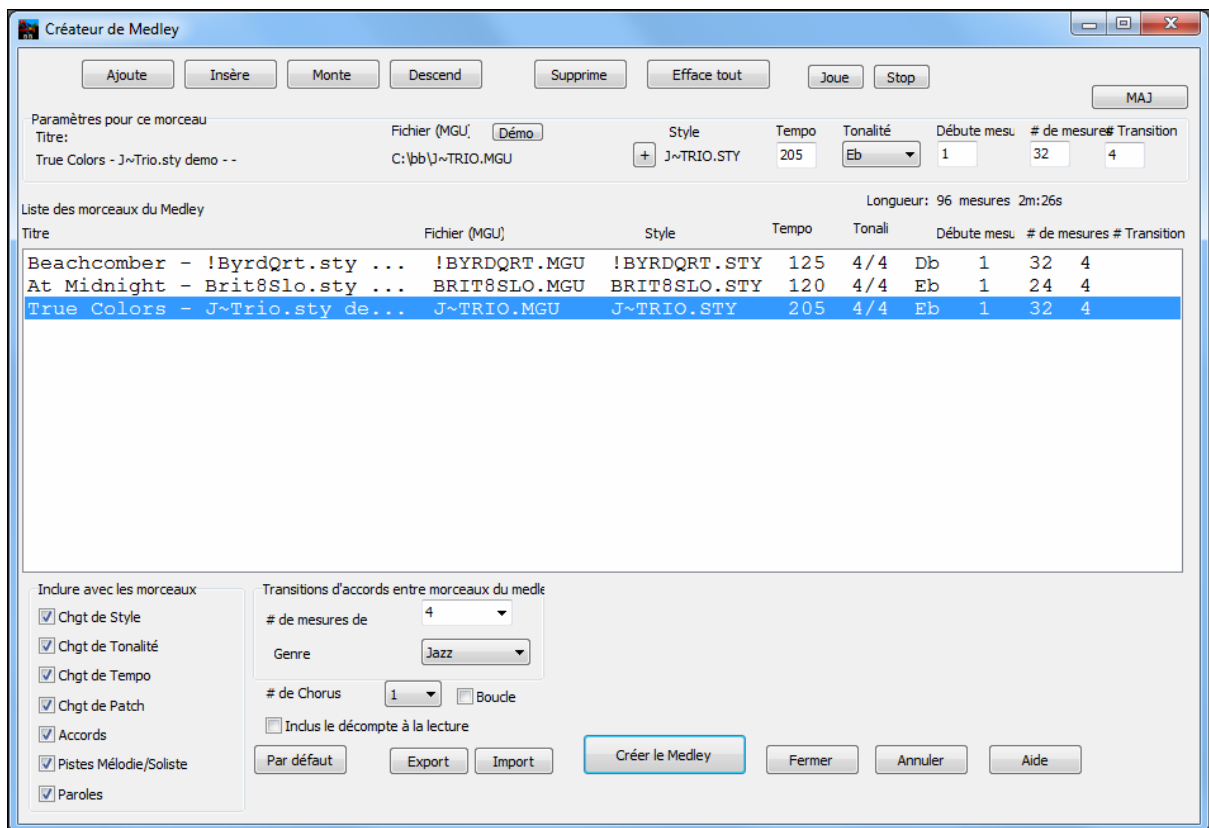 Créateur de Medley
Ajoute Insère Monte Descend Supprime Efface tout Joue Stop
MAJ
Paramètres pour ce morceau
Titre: Fichier (MGU) Démo Style Tempo Tonalité Débute mesu # de mesures # Transition
True Colors - J~Trio.sty demo - - C:\bb\J~TRIO.MGU + J~TRIO.STY 205 Eb 1 32 4
Longueur: 96 mesures 2m:26s
Liste des morceaux du Medley
Titre Fichier (MGU) Style Tempo Tonali Débute mesu # de mesures # Transition
Beachcomber - !ByrdQrt.sty ... !BYRDQRT.MGU !BYRDQRT.STY 125 4/4 Db 1 32 4
At Midnight - Brit8Slo.sty ... BRIT8SLO.MGU BRIT8SLO.STY 120 4/4 Eb 1 24 4
True Colors - J~Trio.sty de... J~TRIO.MGU J~TRIO.STY 205 4/4 Eb 1 32 4
Inclure avec les morceaux
Chgt de Style
Chgt de Tonalité
Chgt de Tempo
Chgt de Patch
Accords
Pistes Mélodie/Soliste
Paroles
Transitions d'accords entre morceaux du medle
# de mesures de 4
Genre Jazz
# de Chorus 1 Boucle
Inclus le décompte à la lecture
Par défaut Export Import Créer le Medley Fermer Annuler Aide